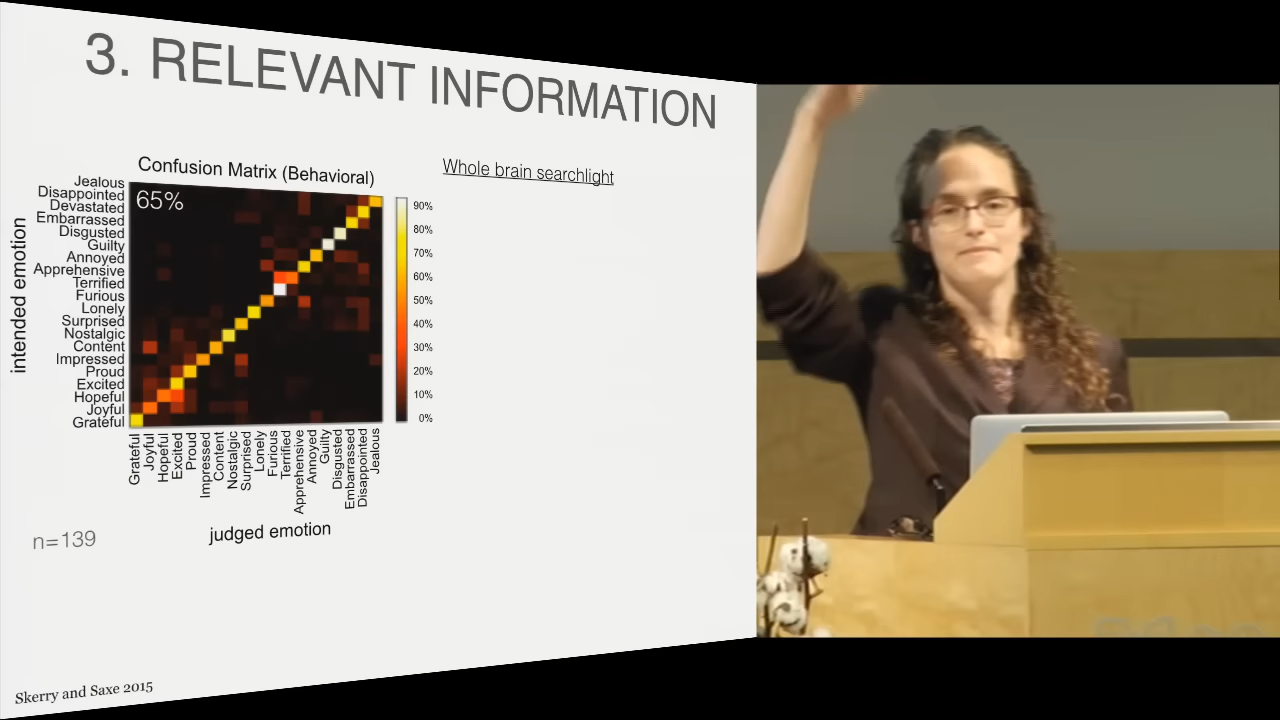 3. RELEVANT INFORMATION
Confusion Matrix (Behavioral)
Whole brain searchlight
65%
intended emotion
Jealous
Disappointed
Devastated
Embarrassed
Disgusted
Guilty
Annoyed
Apprehensive
Terrified
Furious
Lonely
Surprised
Nostalgic
Content
Impressed
Proud
Excited
Hopeful
Joyful
Grateful
90%
80%
70%
60%
50%
40%
30%
20%
10%
0%
Grateful
Joyful
Hopeful
Excited
Proud
Impressed
Content
Nostalgic
Surprised
Lonely
Furious
Terrified
Apprehensive
Annoyed
Guilty
Disgusted
Embarrassed
Disappointed
Jealous
judged emotion
n=139
Skerry and Saxe 2015